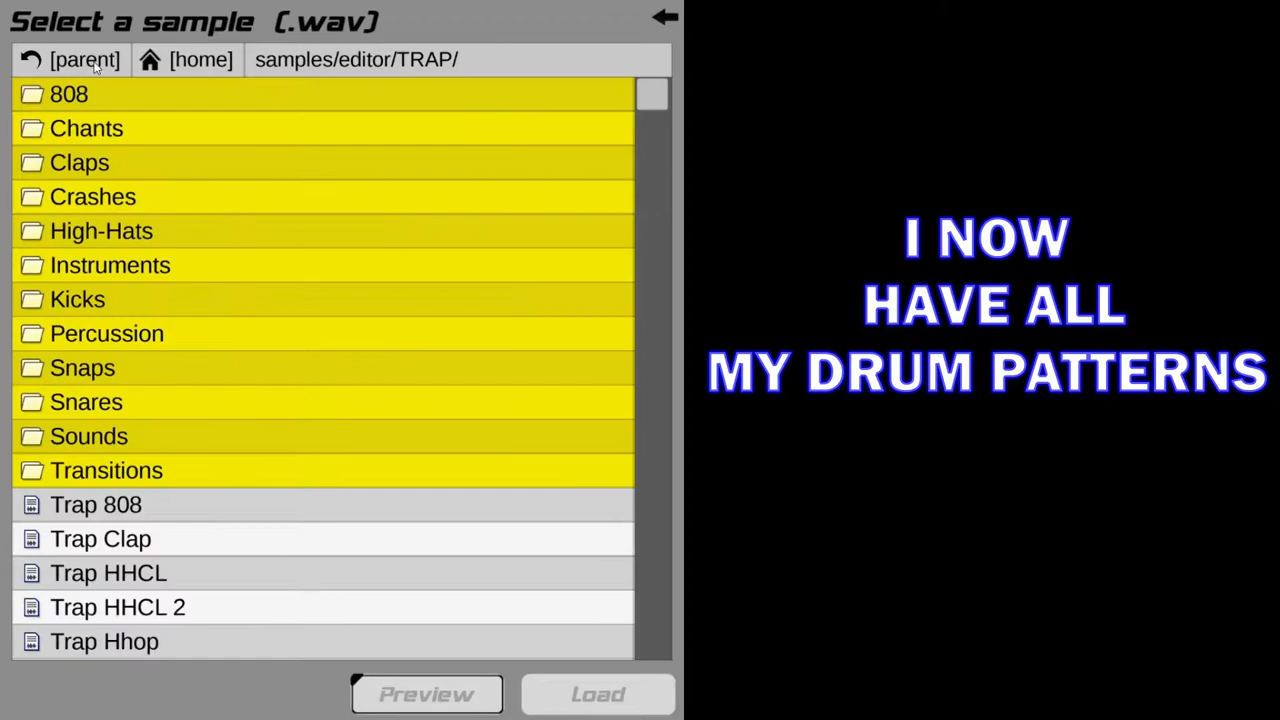 Select a sample (.wav)
[parent] [home] samples/editor/TRAP/
808
Chants
Claps
Crashes
High-Hats
Instruments
Kicks
Percussion
Snaps
Snares
Sounds
Transitions
Trap 808
Trap Clap
Trap HHCL
Trap HHCL 2
Trap Hhop
Preview Load
I NOW
HAVE ALL
MY DRUM PATTERNS